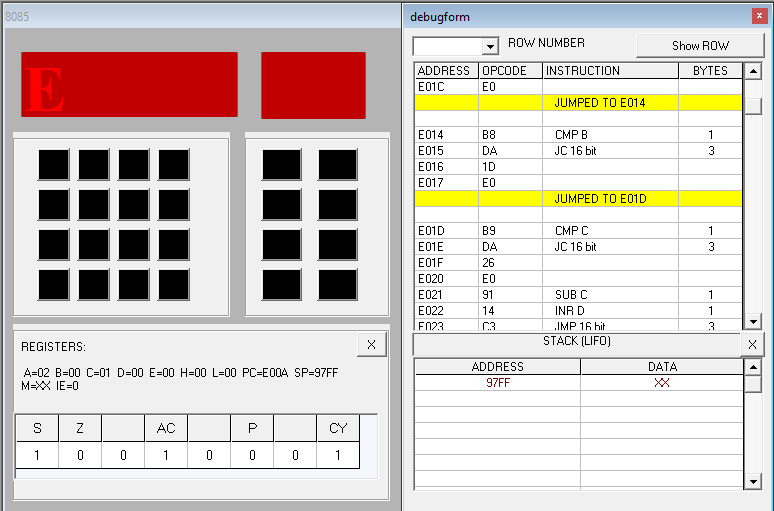 8085
E
REGISTERS:
X
A=02 B=00 C=01 D=00 E=00 H=00 L=00 PC=E00A SP=97FF
M=XX IE=0
S Z AC P CY
1 0 0 1 0 0 0 1
debugform
x
ROW NUMBER
Show ROW
ADDRESS OPCODE INSTRUCTION BYTES
E01C E0
JUMPED TO E014
E014 B8 CMP B 1
E015 DA JC 16 bit 3
E016 1D
E017 E0
JUMPED TO E01D
E01D B9 CMP C 1
E01E DA JC 16 bit 3
E01F 26
E020 E0
E021 91 SUB C 1
E022 14 INR D 1
E023 C3 JMP 16 bit 3
STACK (LIFO)
X
ADDRESS DATA
97FF XX